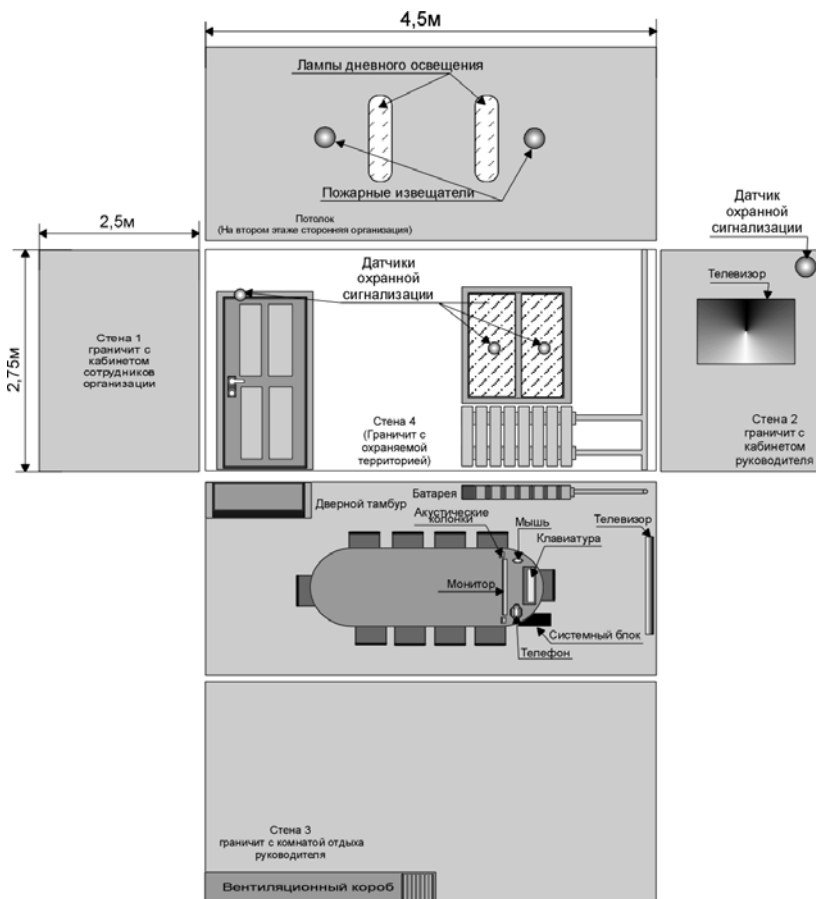 4,5м
Лампы дневного освещения
Пожарные извещатели
Потолок
(На втором этаже сторонняя организация)
2,5м
Датчик
охранной
сигнализации
Датчики
охранной
сигнализации
Телевизор
2,75м
Стена 1
граничит с
кабинетом
сотрудников
организации
Стена 4
(Граничит с
охраняемой
территорией)
Стена 2
граничит с
кабинетом
руководителя
Дверной тамбур
Батарея
Акустические
колонки
Мышь
Телевизор
Клавиатура
Монитор
Системный блок
Телефон
Стена 3
граничит с комнатой отдыха
руководителя
Вентиляционный короб